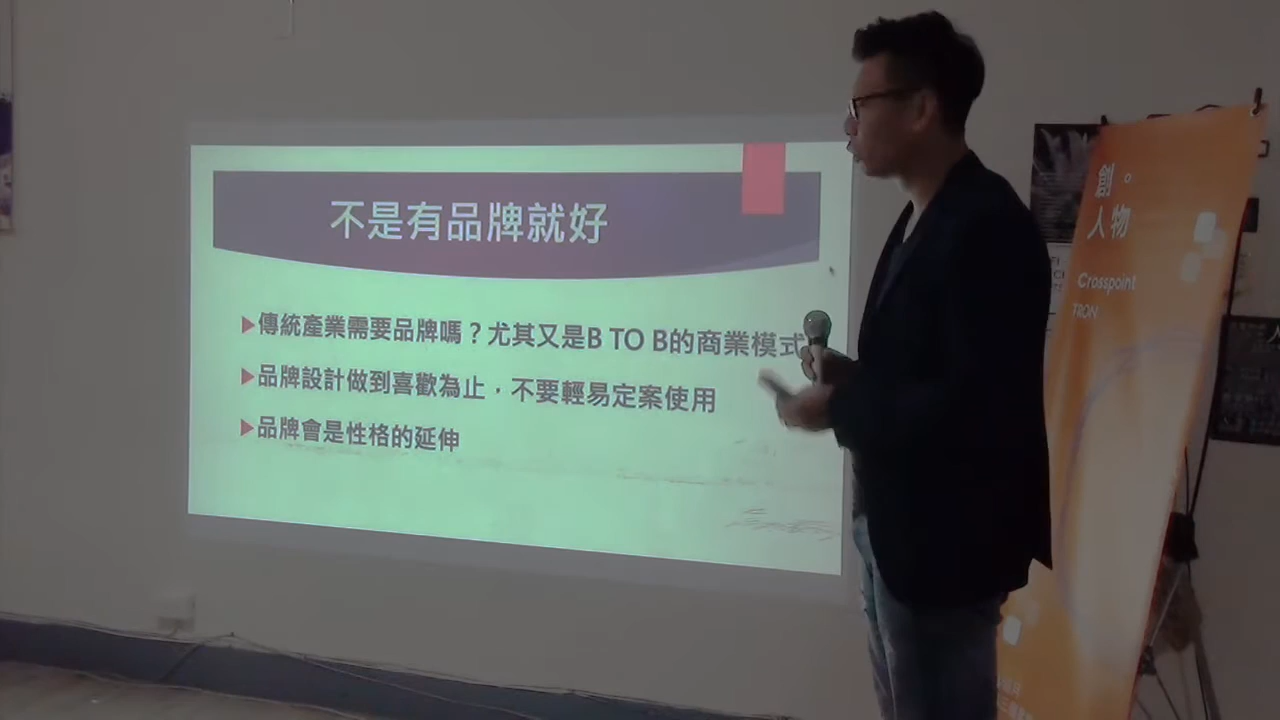 不是有品牌就好
傳統產業需要品牌嗎？尤其又是B TO B的商業模式
品牌設計做到喜歡為止，不要輕易定案使用
品牌會是性格的延伸
創。
人物
Crosspoint
TRON